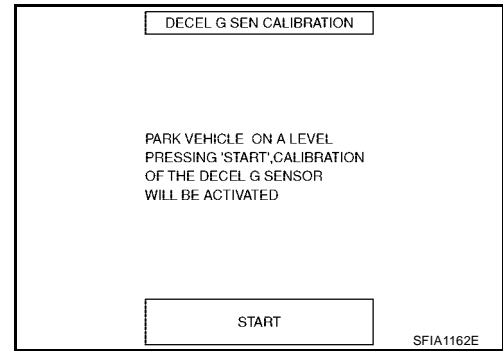 DECEL G SEN CALIBRATION
PARK VEHICLE ON A LEVEL
PRESSING 'START',CALIBRATION
OF THE DECEL G SENSOR
WILL BE ACTIVATED
START
SFIA1162E